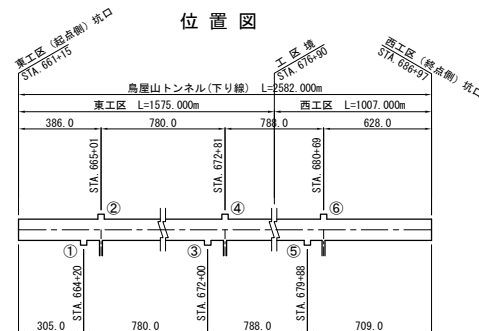 位 置 図
東工区（起点側）坑口
STA. 661+15
工 区 境
STA. 676+90
西工区（終点側）坑口
STA. 686+97
鳥屋山トンネル(下り線)  L=2582.000m
東工区  L=1575.000m
西工区  L=1007.000m
386.0
780.0
788.0
628.0
STA. 665+01
STA. 672+81
STA. 680+69
②
④
⑥
①
③
⑤
STA. 664+20
STA. 672+00
STA. 679+88
305.0
780.0
788.0
709.0